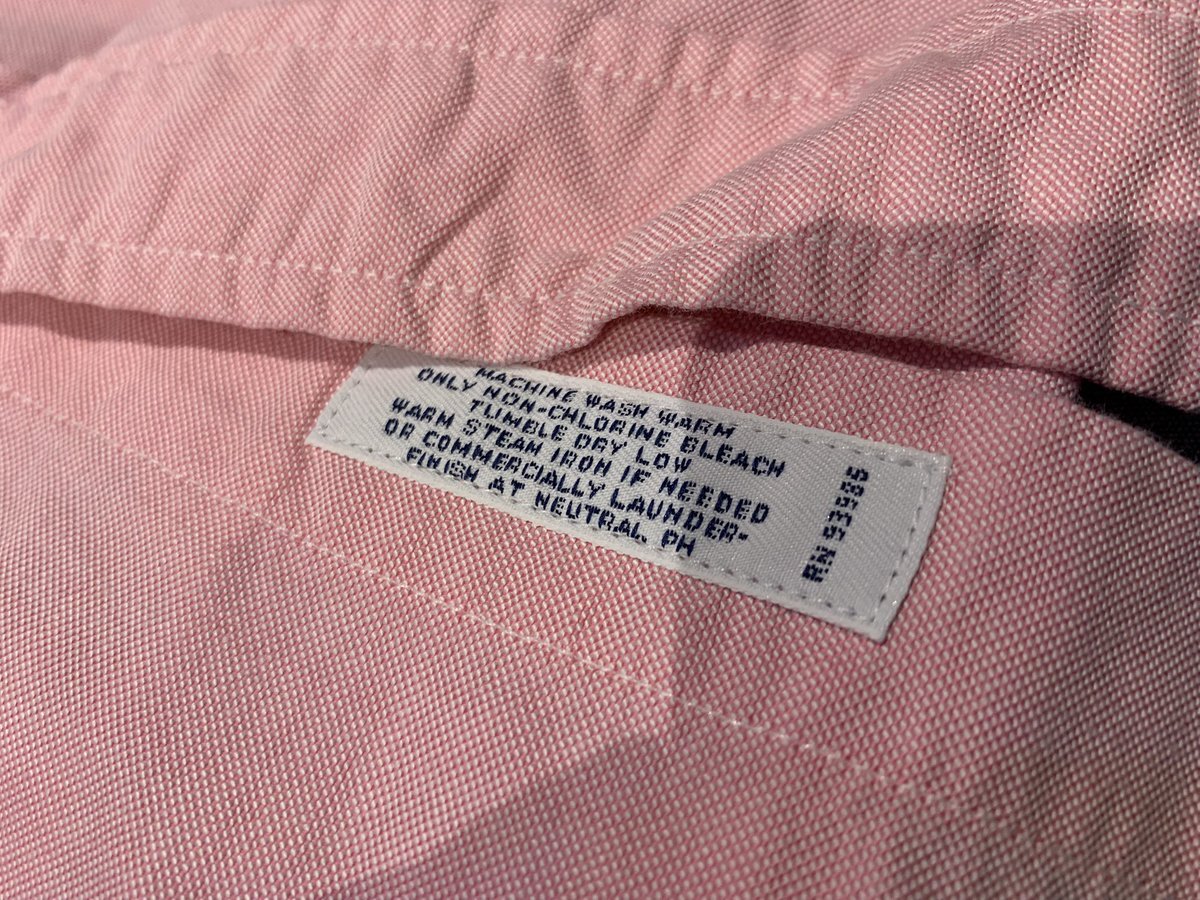 MACHINE WASH WARM
ONLY NON-CHLORINE BLEACH
TUMBLE DRY LOW
WARM STEAM IRON IF NEEDED
OR COMMERCIALLY LAUNDER-
FINISH AT NEUTRAL PH
RN 93985